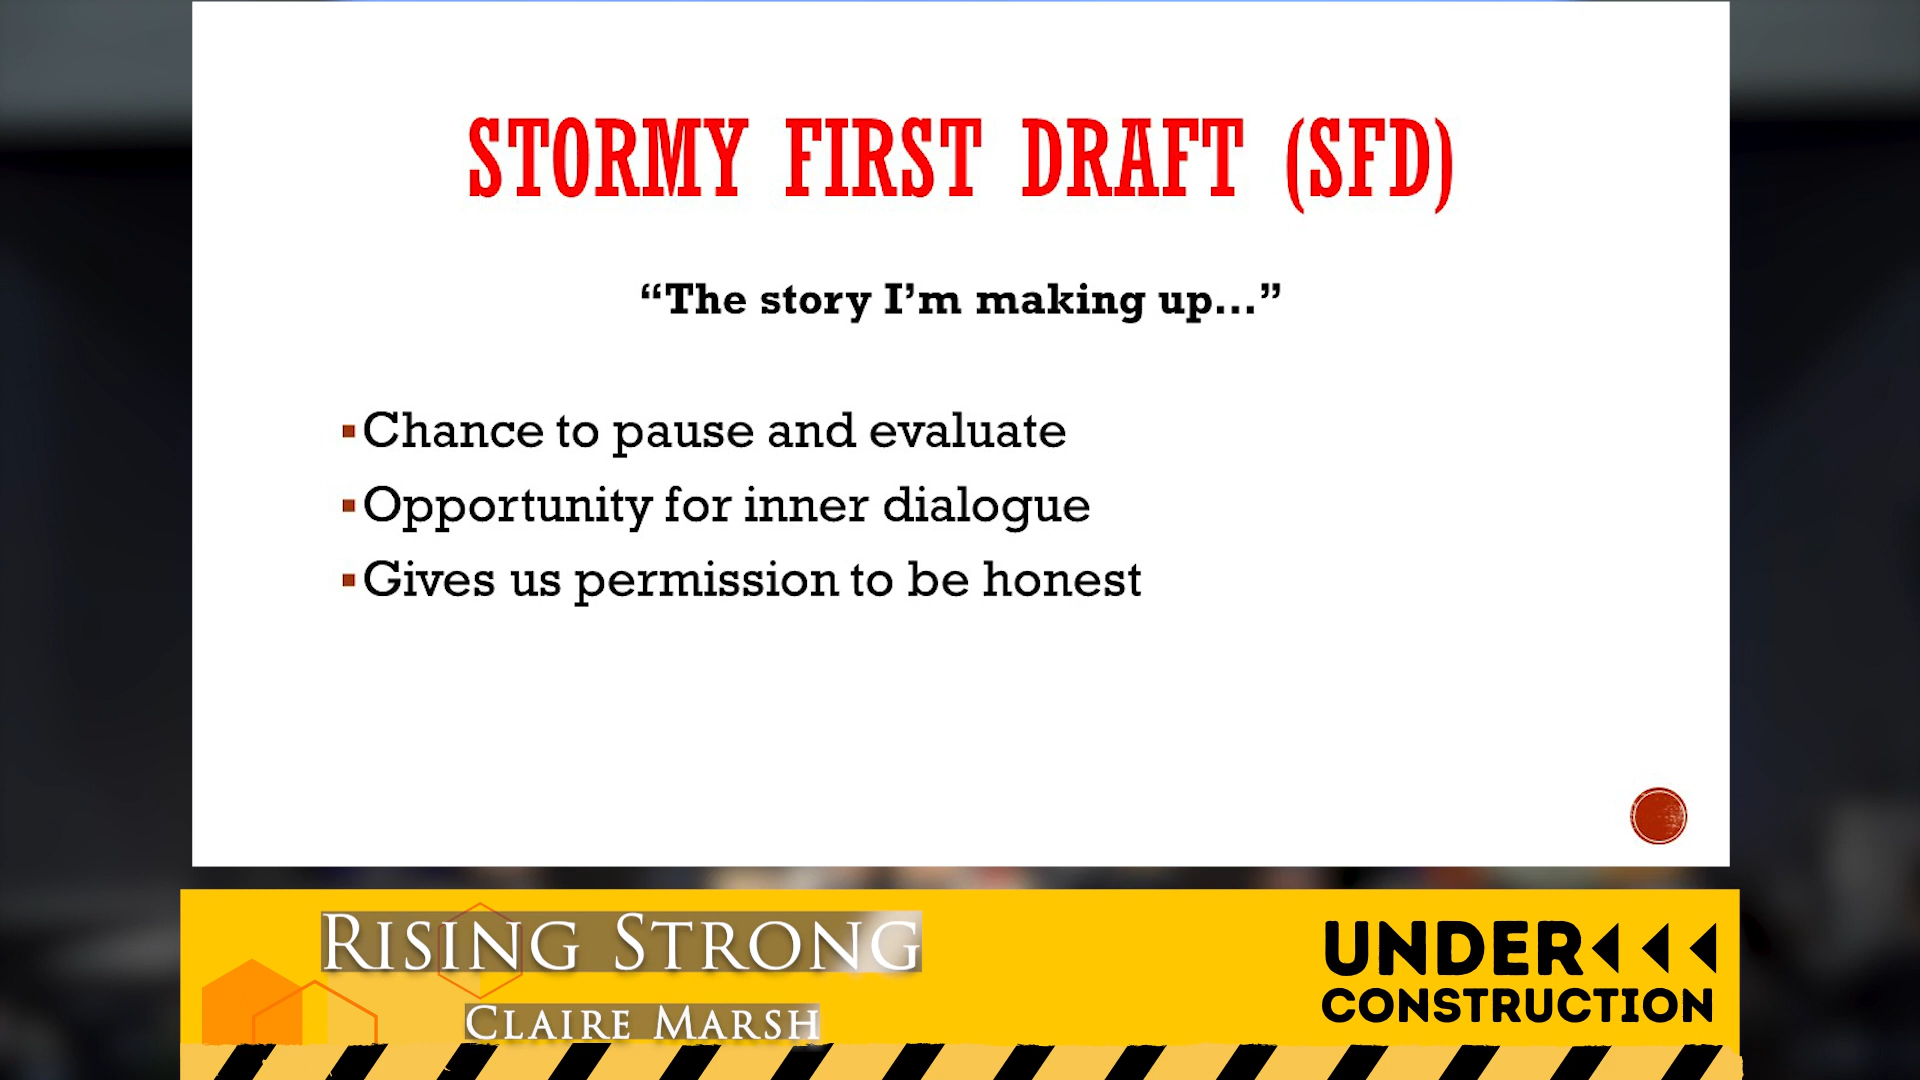 STORMY FIRST DRAFT (SFD)
“The story I’m making up...”
▪Chance to pause and evaluate
▪Opportunity for inner dialogue
▪Gives us permission to be honest
RISING STRONG
CLAIRE MARSH
UNDER
CONSTRUCTION